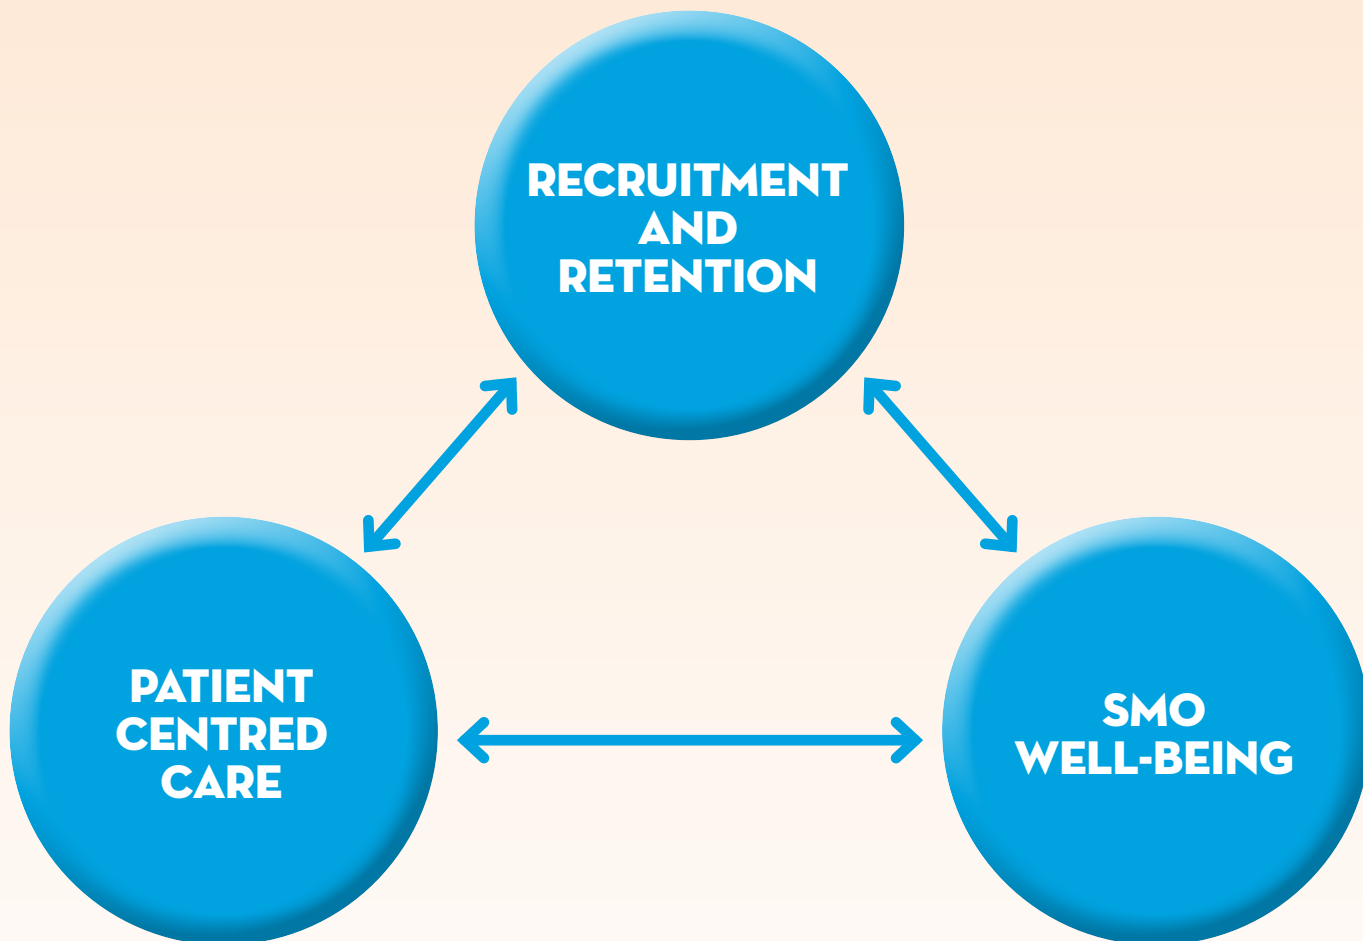 RECRUITMENT
AND
RETENTION
PATIENT
CENTRED
CARE
SMO
WELL-BEING